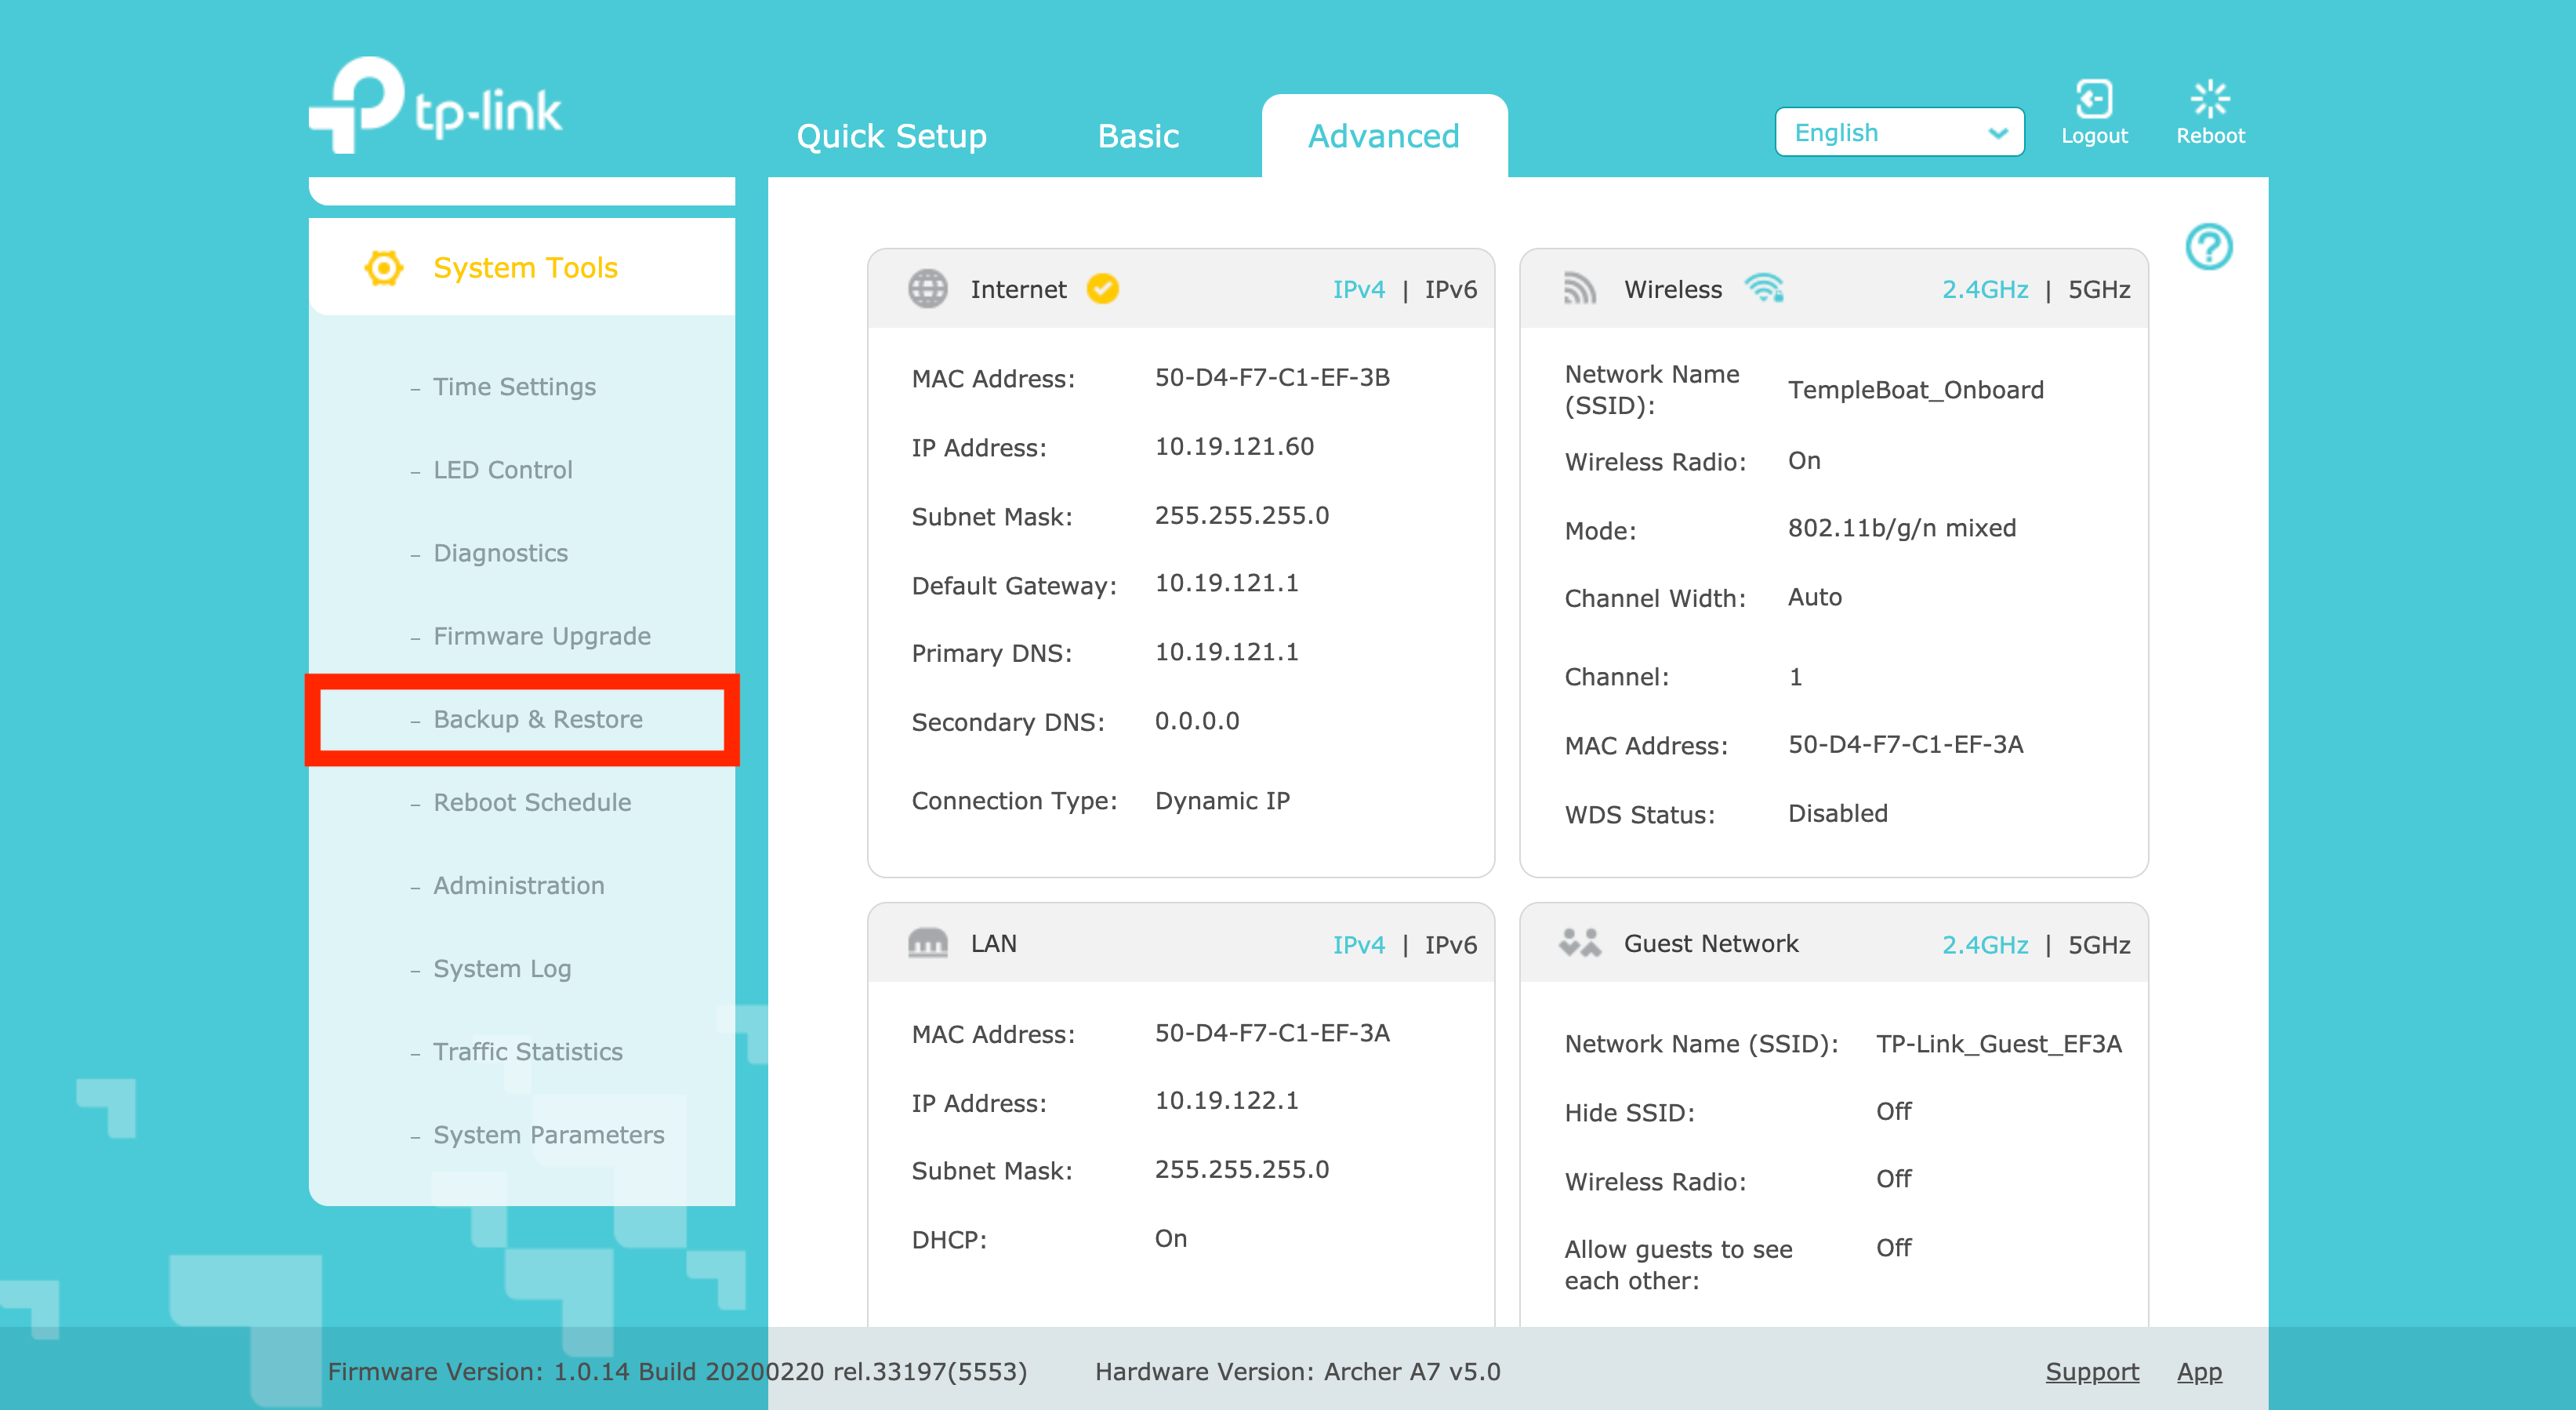 tp-link
Quick Setup
Basic
Advanced
English
Logout
Reboot
System Tools
– Time Settings
– LED Control
– Diagnostics
– Firmware Upgrade
– Backup & Restore
– Reboot Schedule
– Administration
– System Log
– Traffic Statistics
– System Parameters
Internet IPv4 | IPv6
MAC Address: 50-D4-F7-C1-EF-3B
IP Address: 10.19.121.60
Subnet Mask: 255.255.255.0
Default Gateway: 10.19.121.1
Primary DNS: 10.19.121.1
Secondary DNS: 0.0.0.0
Connection Type: Dynamic IP
Wireless 2.4GHz | 5GHz
Network Name
(SSID): TempleBoat_Onboard
Wireless Radio: On
Mode: 802.11b/g/n mixed
Channel Width: Auto
Channel: 1
MAC Address: 50-D4-F7-C1-EF-3A
WDS Status: Disabled
LAN IPv4 | IPv6
MAC Address: 50-D4-F7-C1-EF-3A
IP Address: 10.19.122.1
Subnet Mask: 255.255.255.0
DHCP: On
Guest Network 2.4GHz | 5GHz
Network Name (SSID): TP-Link_Guest_EF3A
Hide SSID: Off
Wireless Radio: Off
Allow guests to see Off
each other:
Firmware Version: 1.0.14 Build 20200220 rel.33197(5553) Hardware Version: Archer A7 v5.0 Support App